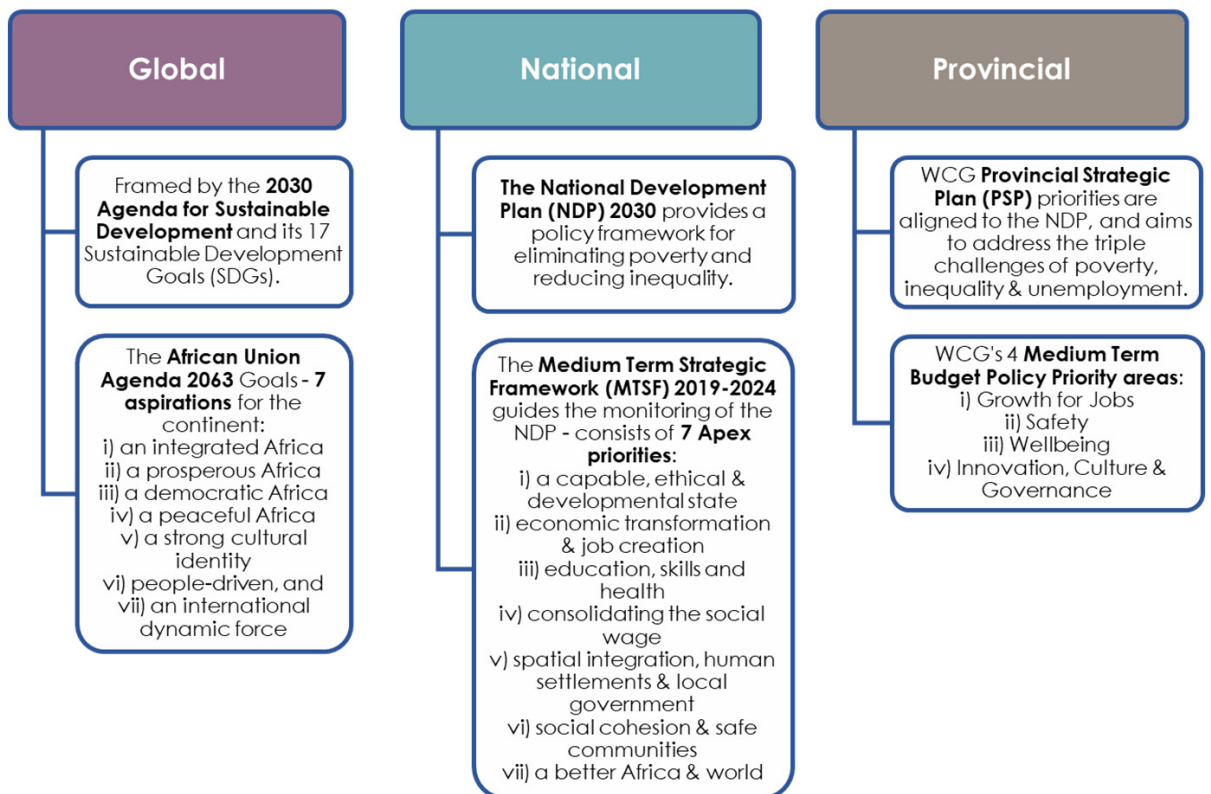 Global
Framed by the 2030
Agenda for Sustainable
Development and its 17
Sustainable Development
Goals (SDGs).
The African Union
Agenda 2063 Goals - 7
aspirations for the
continent:
i) an integrated Africa
ii) a prosperous Africa
iii) a democratic Africa
iv) a peaceful Africa
v) a strong cultural
identity
vi) people-driven, and
vii) an international
dynamic force
National
The National Development
Plan (NDP) 2030 provides a
policy framework for
eliminating poverty and
reducing inequality.
The Medium Term Strategic
Framework (MTSF) 2019-2024
guides the monitoring of the
NDP - consists of 7 Apex
priorities:
i) a capable, ethical &
developmental state
ii) economic transformation
& job creation
iii) education, skills and
health
iv) consolidating the social
wage
v) spatial integration, human
settlements & local
government
vi) social cohesion & safe
communities
vii) a better Africa & world
Provincial
WCG Provincial Strategic
Plan (PSP) priorities are
aligned to the NDP, and aims
to address the triple
challenges of poverty,
inequality & unemployment.
WCG's 4 Medium Term
Budget Policy Priority areas:
i) Growth for Jobs
ii) Safety
iii) Wellbeing
iv) Innovation, Culture &
Governance